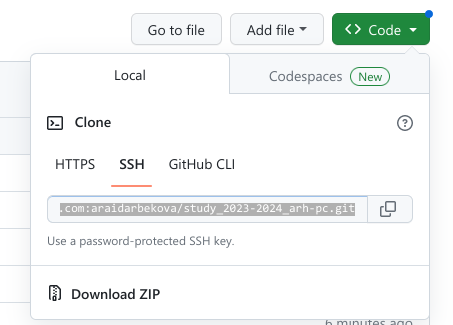 Go to file Add file Code
Local Codespaces New
Clone
HTTPS SSH GitHub CLI
.com:araidarbekova/study_2023-2024_arh-pc.git
Use a password-protected SSH key.
Download ZIP
6 minutes ago